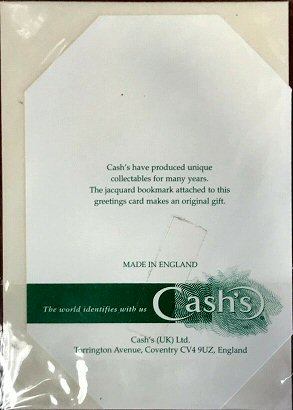 Cash's have produced unique
collectables for many years.
The jacquard bookmark attached to this
greetings card makes an original gift.
MADE IN ENGLAND
The world identifies with us Cash's
Cash's (UK) Ltd.
Torrington Avenue, Coventry CV4 9UZ, England